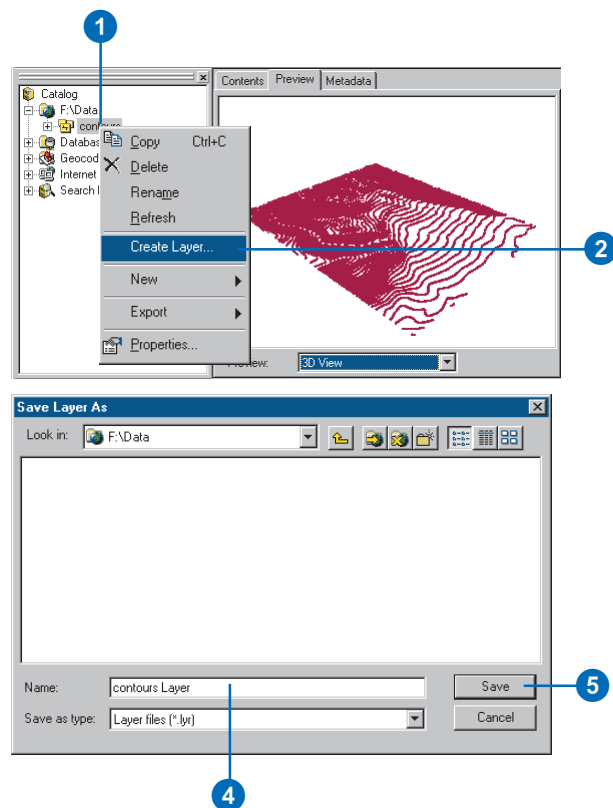 1
Catalog
F:\Data
Contents Preview Metadata
Copy Ctrl+C
Delete
Rename
Refresh
Create Layer...
2
New
Export
Properties...
Databas
Geocod
Internet
Search
3D View
Save Layer As
Look in: F:\Data
Name: contours Layer
Save
5
Save as type: Layer files (*.lyr)
Cancel
4